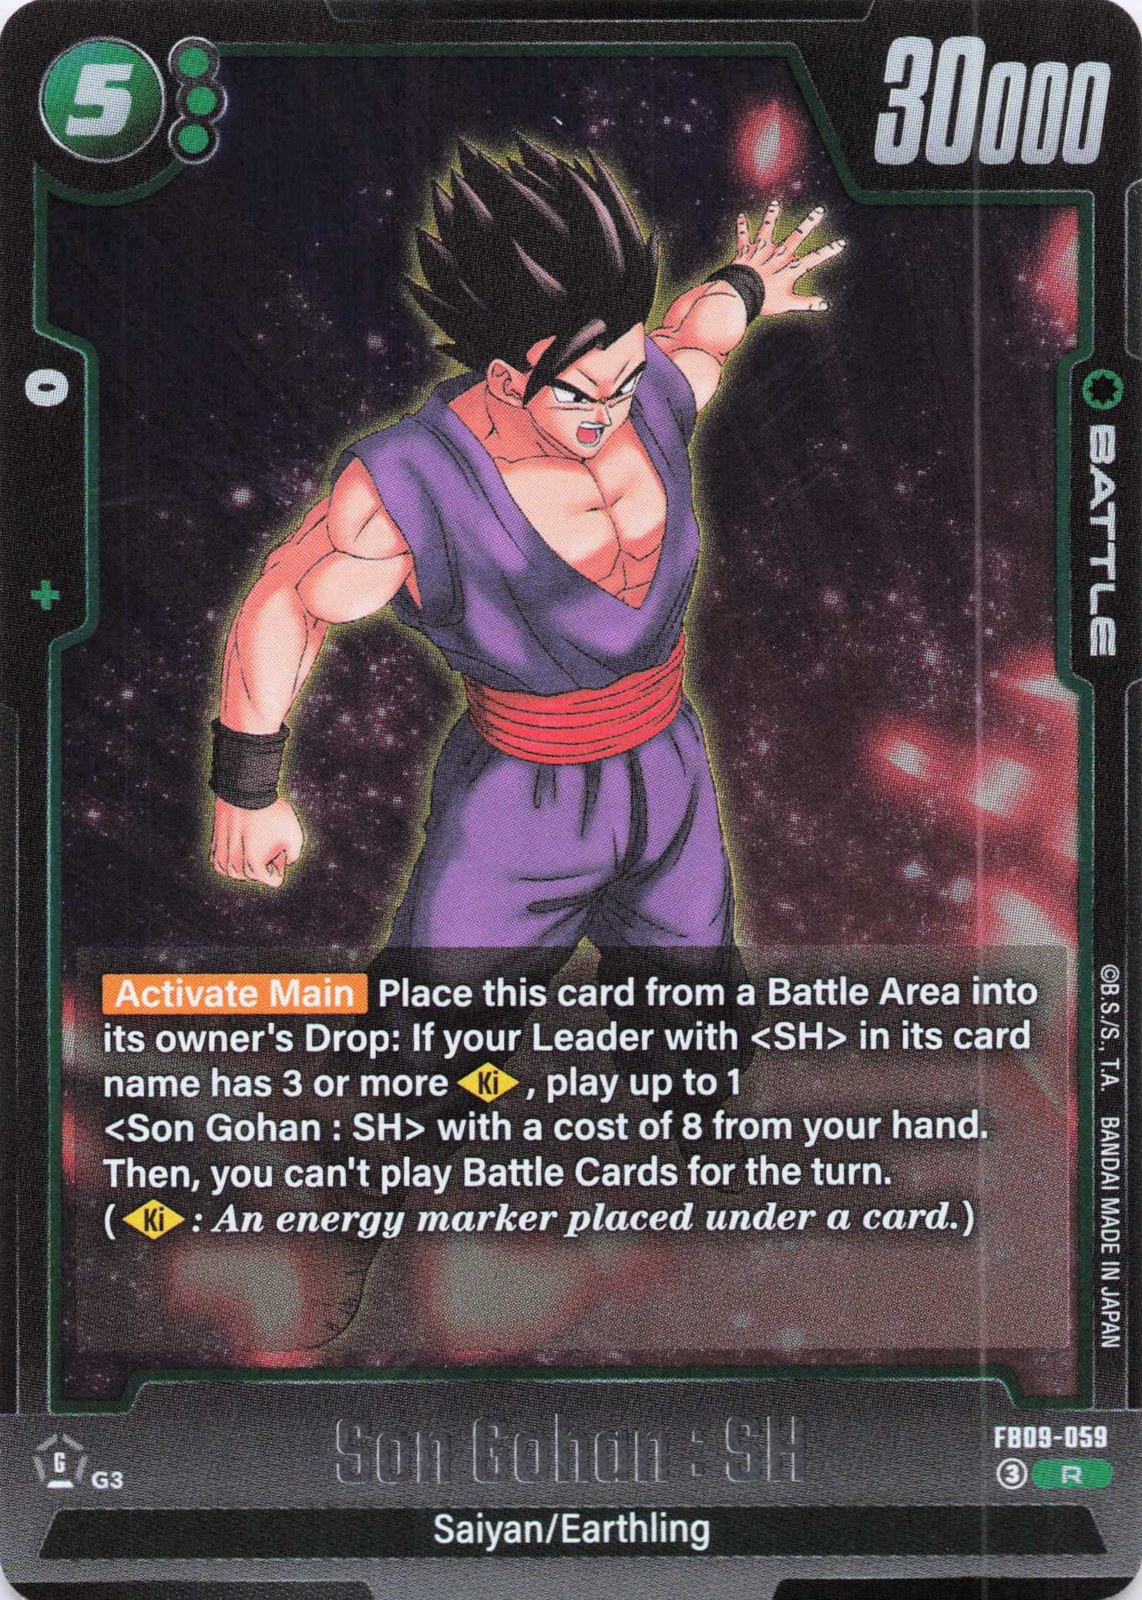 5
30000
0
+
BATTLE
Activate Main Place this card from a Battle Area into
its owner's Drop: If your Leader with <SH> in its card
name has 3 or more Ki , play up to 1
<Son Gohan : SH> with a cost of 8 from your hand.
Then, you can't play Battle Cards for the turn.
( Ki : An energy marker placed under a card.)
©B.S./S., T.A. BANDAI MADE IN JAPAN
Son Gohan : SH
FB09-059
G
G3
3 R
Saiyan/Earthling